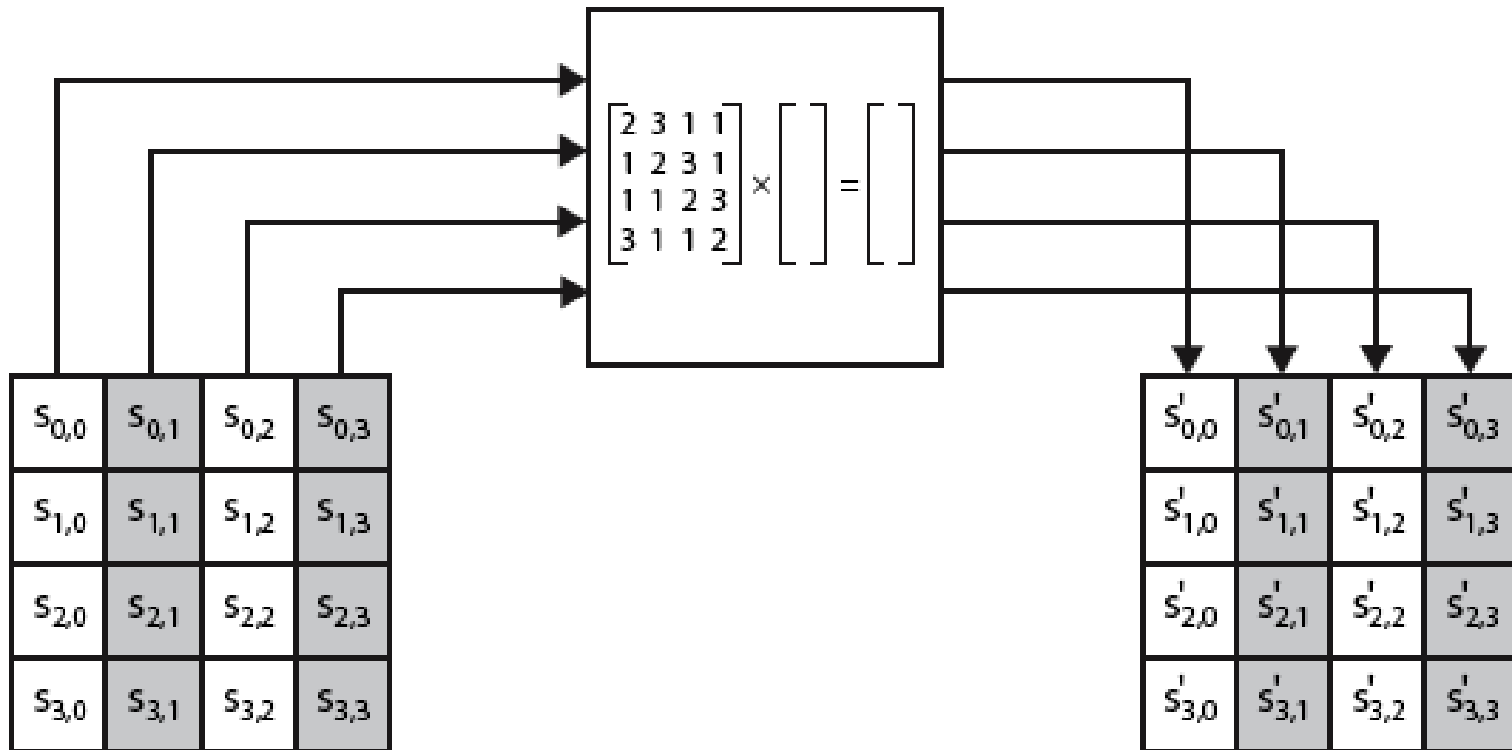 2 3 1 1
1 2 3 1
1 1 2 3
3 1 1 2
× =
S0,0 S0,1 S0,2 S0,3
S1,0 S1,1 S1,2 S1,3
S2,0 S2,1 S2,2 S2,3
S3,0 S3,1 S3,2 S3,3
S'0,0 S'0,1 S'0,2 S'0,3
S'1,0 S'1,1 S'1,2 S'1,3
S'2,0 S'2,1 S'2,2 S'2,3
S'3,0 S'3,1 S'3,2 S'3,3